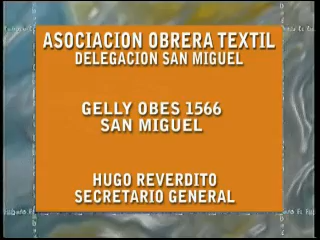 ASOCIACION OBRERA TEXTIL
DELEGACION SAN MIGUEL
GELLY OBES 1566
SAN MIGUEL
HUGO REVERDITO
SECRETARIO GENERAL